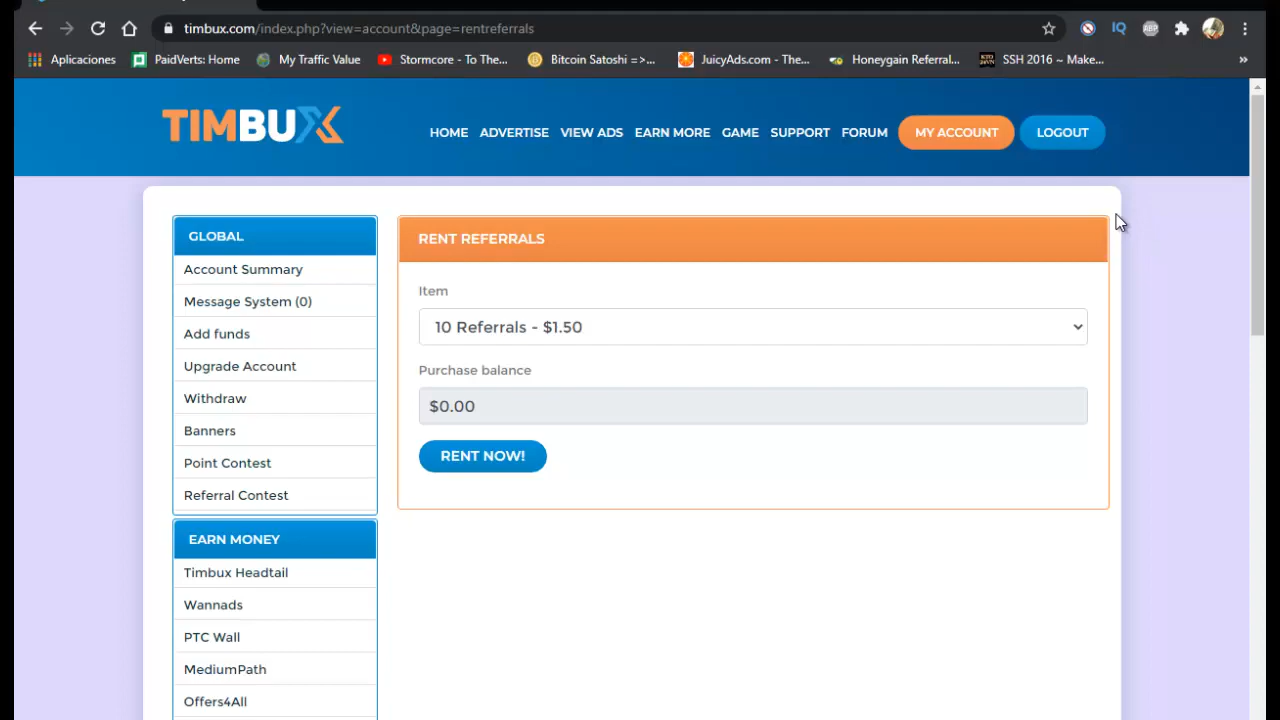 timbux.com/index.php?view=account&page=rentreferrals
Aplicaciones PaidVerts: Home My Traffic Value Stormcore - To The... Bitcoin Satoshi =>... JuicyAds.com - The... Honeygain Referral... SSH 2016 ~ Make... »
TIMBUX
HOME ADVERTISE VIEW ADS EARN MORE GAME SUPPORT FORUM MY ACCOUNT LOGOUT
GLOBAL
Account Summary
Message System (0)
Add funds
Upgrade Account
Withdraw
Banners
Point Contest
Referral Contest
EARN MONEY
Timbux Headtail
Wannads
PTC Wall
MediumPath
Offers4All
RENT REFERRALS
Item
10 Referrals - $1.50
Purchase balance
$0.00
RENT NOW!